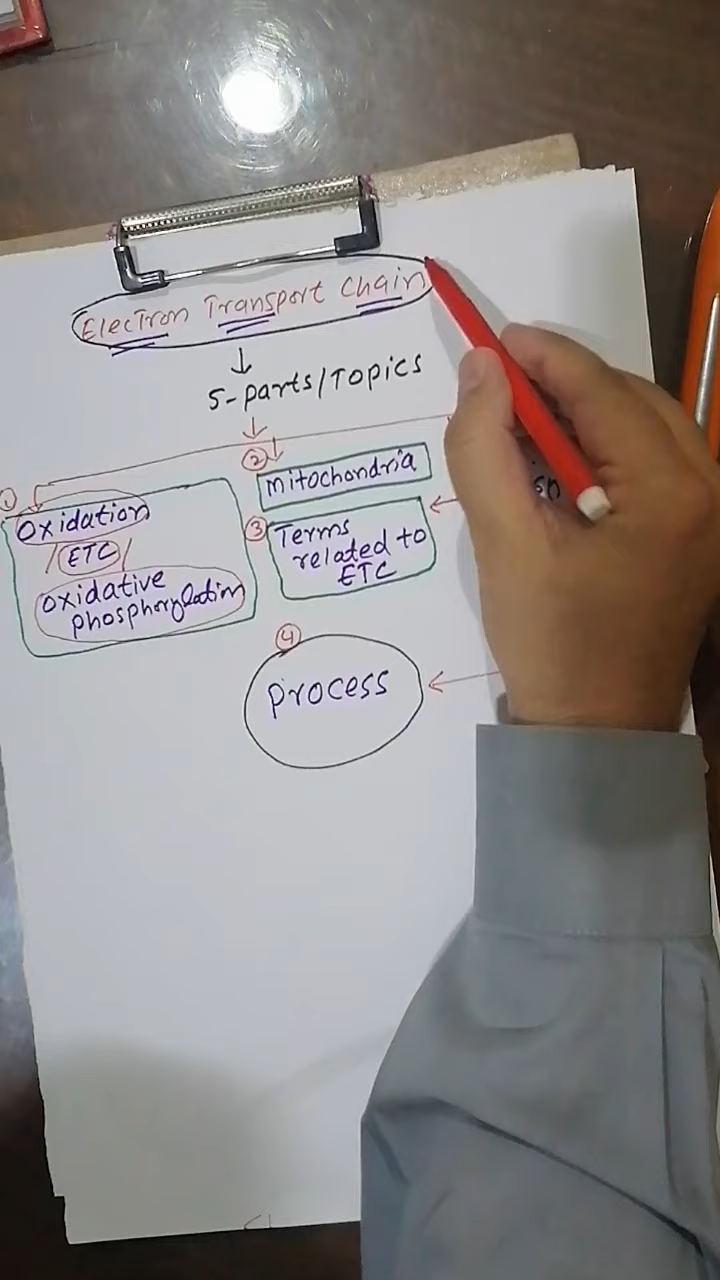 Electron Transport Chain
5-parts/Topics
①
Oxidation
/ETC/
oxidative
phosphorylation
②
mitochondria
③
Terms
related to
ETC
④
process